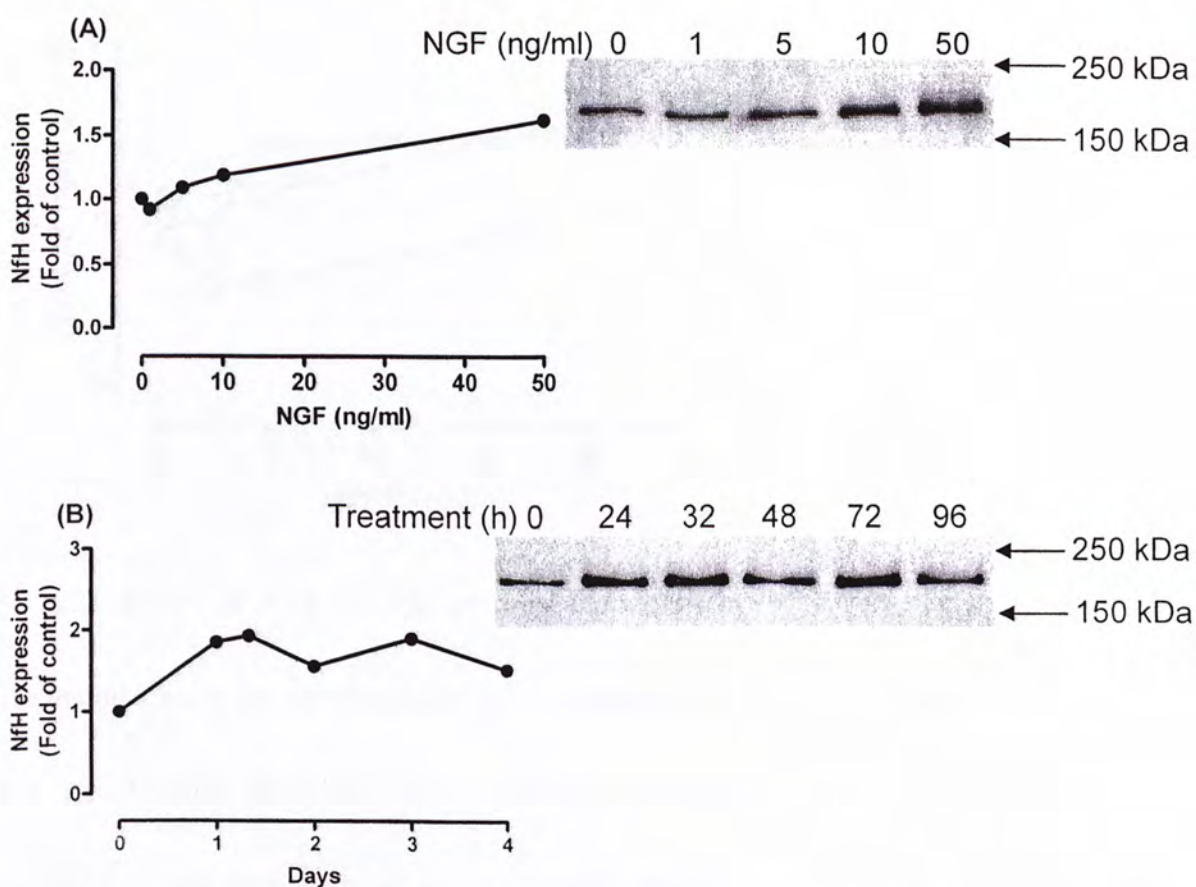 (A)
NGF (ng/ml) 0 1 5 10 50
250 kDa
150 kDa
NfH expression
(Fold of control)
2.0
1.5
1.0
0.5
0.0
0 10 20 30 40 50
NGF (ng/ml)
(B)
Treatment (h) 0 24 32 48 72 96
250 kDa
150 kDa
NfH expression
(Fold of control)
3
2
1
0
0 1 2 3 4
Days